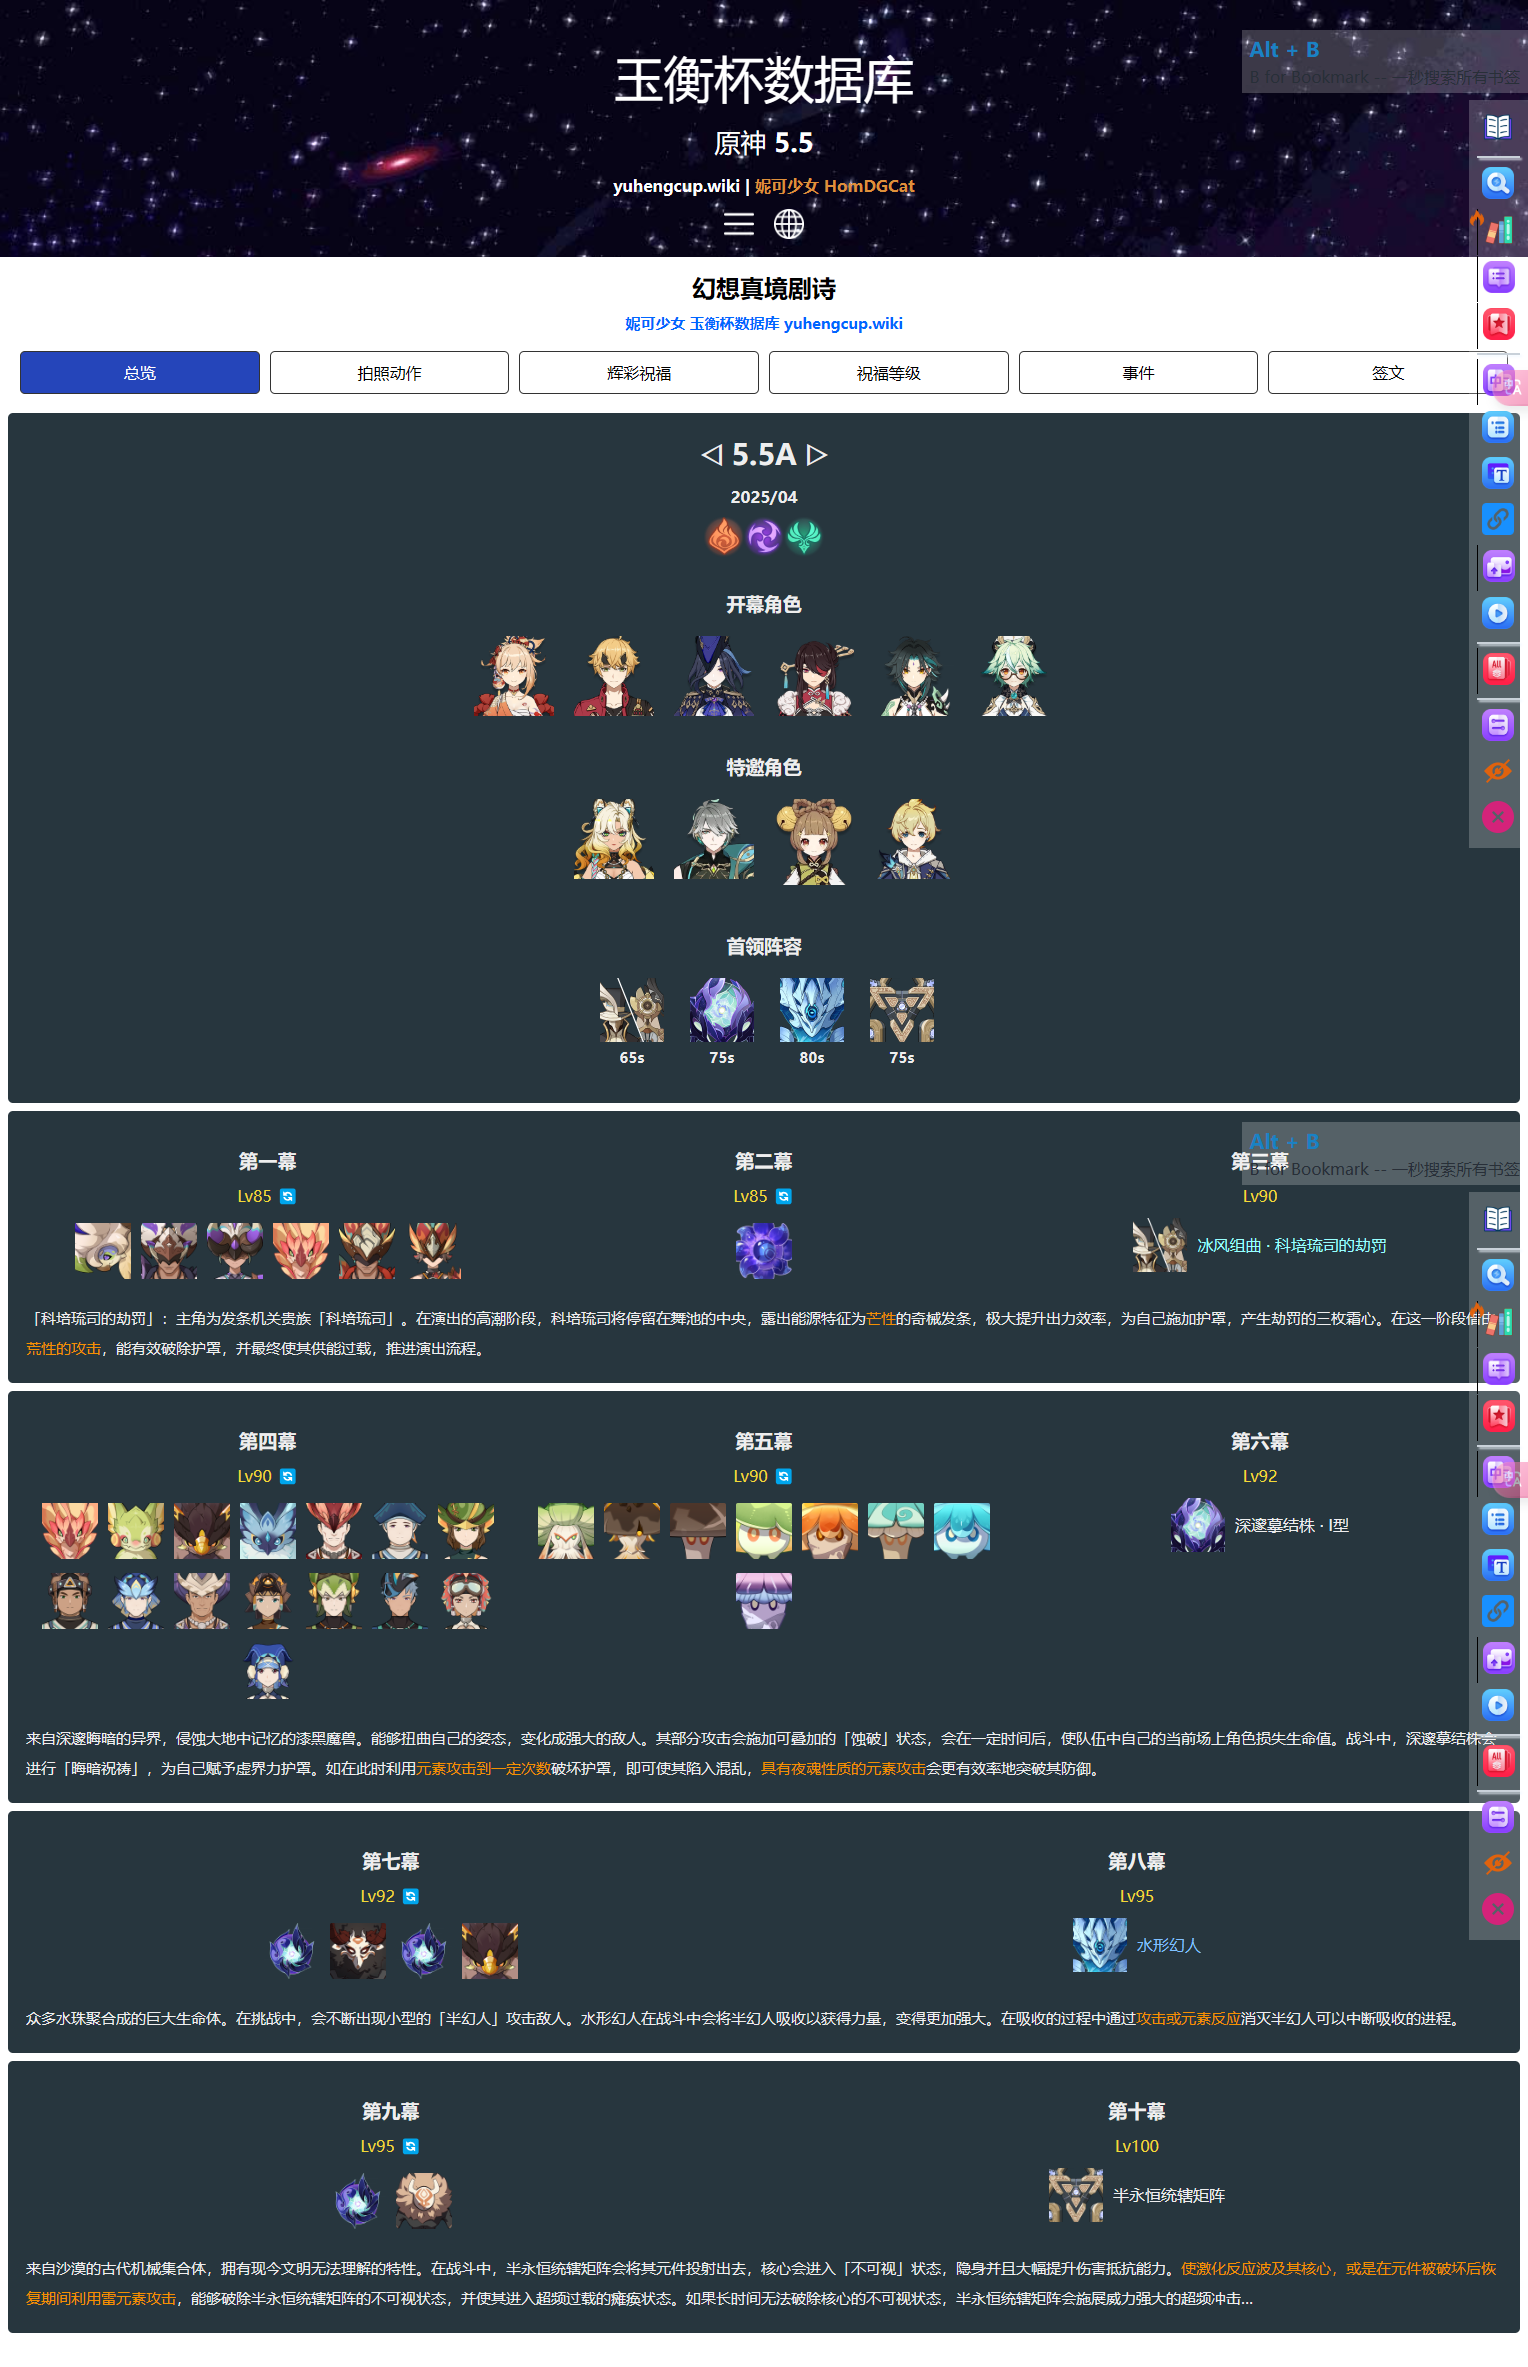 Alt + B
B for Bookmark -- 一秒搜索所有书签
玉衡杯数据库
原神 5.5
yuhengcup.wiki | 妮可少女 HomDGCat
幻想真境剧诗
妮可少女 玉衡杯数据库 yuhengcup.wiki
总览 拍照动作 辉彩祝福 祝福等级 事件 签文
5.5A
2025/04
开幕角色
特邀角色
首领阵容
65s 75s 80s 75s
Alt + B
B for Bookmark -- 一秒搜索所有书签
第一幕 第二幕 第三幕
Lv85 Lv85 Lv90
冰风组曲 · 科培琉司的劫罚
「科培琉司的劫罚」：主角为发条机关贵族「科培琉司」。在演出的高潮阶段，科培琉司将停留在舞池的中央，露出能源特征为芒性的奇械发条，极大提升出力效率，为自己施加护罩，产生劫罚的三枚霜心。在这一阶段借由
荒性的攻击，能有效破除护罩，并最终使其供能过载，推进演出流程。
第四幕 第五幕 第六幕
Lv90 Lv90 Lv92
深邃摹结株 · I型
来自深邃晦暗的异界，侵蚀大地中记忆的漆黑魔兽。能够扭曲自己的姿态，变化成强大的敌人。其部分攻击会施加可叠加的「蚀破」状态，会在一定时间后，使队伍中自己的当前场上角色损失生命值。战斗中，深邃摹结株会
进行「晦暗祝祷」，为自己赋予虚界力护罩。如在此时利用元素攻击到一定次数破坏护罩，即可使其陷入混乱，具有夜魂性质的元素攻击会更有效率地突破其防御。
第七幕 第八幕
Lv92 Lv95
水形幻人
众多水珠聚合成的巨大生命体。在挑战中，会不断出现小型的「半幻人」攻击敌人。水形幻人在战斗中会将半幻人吸收以获得力量，变得更加强大。在吸收的过程中通过攻击或元素反应消灭半幻人可以中断吸收的进程。
第九幕 第十幕
Lv95 Lv100
半永恒统辖矩阵
来自沙漠的古代机械集合体，拥有现今文明无法理解的特性。在战斗中，半永恒统辖矩阵会将其元件投射出去，核心会进入「不可视」状态，隐身并且大幅提升伤害抵抗能力。使激化反应波及其核心，或是在元件被破坏后恢
复期间利用雷元素攻击，能够破除半永恒统辖矩阵的不可视状态，并使其进入超频过载的瘫痪状态。如果长时间无法破除核心的不可视状态，半永恒统辖矩阵会施展威力强大的超频冲击...